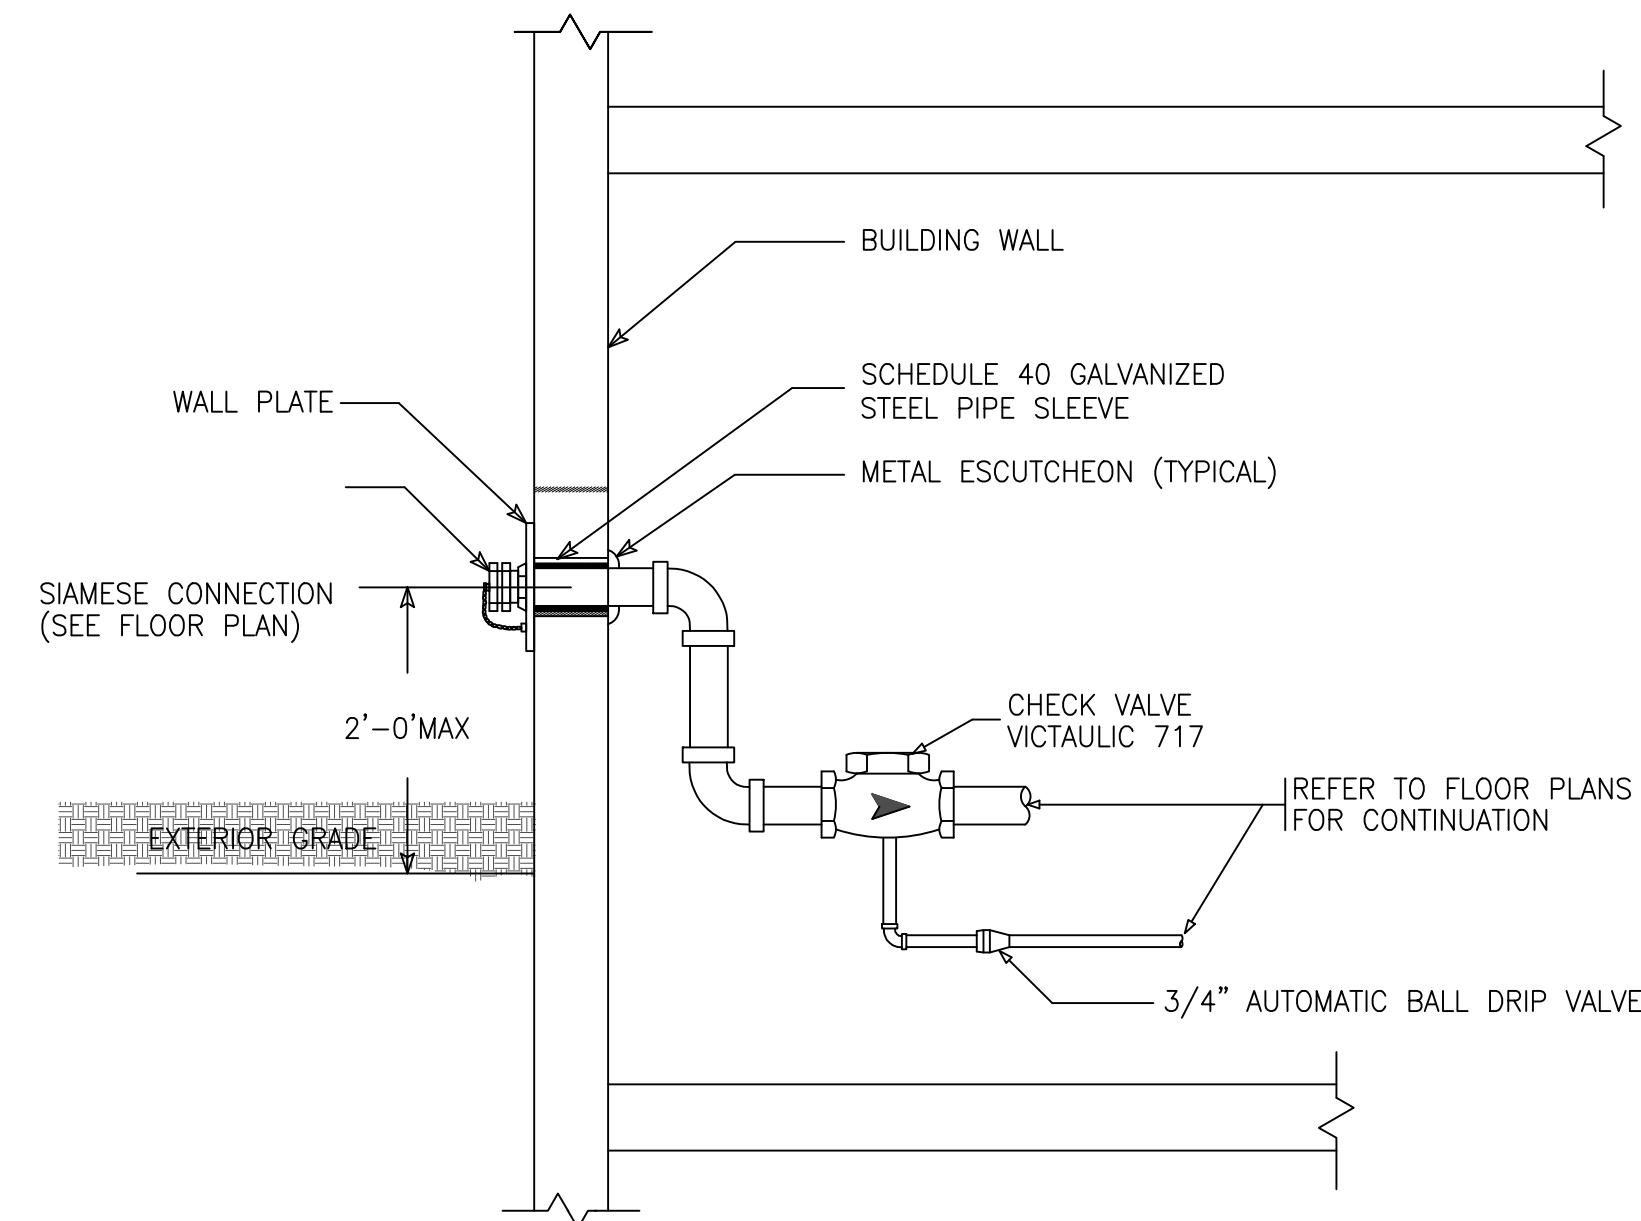 BUILDING WALL
SCHEDULE 40 GALVANIZED
STEEL PIPE SLEEVE
WALL PLATE
METAL ESCUTCHEON (TYPICAL)
SIAMESE CONNECTION
(SEE FLOOR PLAN)
2'-0'MAX
CHECK VALVE
VICTAULIC 717
REFER TO FLOOR PLANS
FOR CONTINUATION
EXTERIOR GRADE
3/4" AUTOMATIC BALL DRIP VALVE